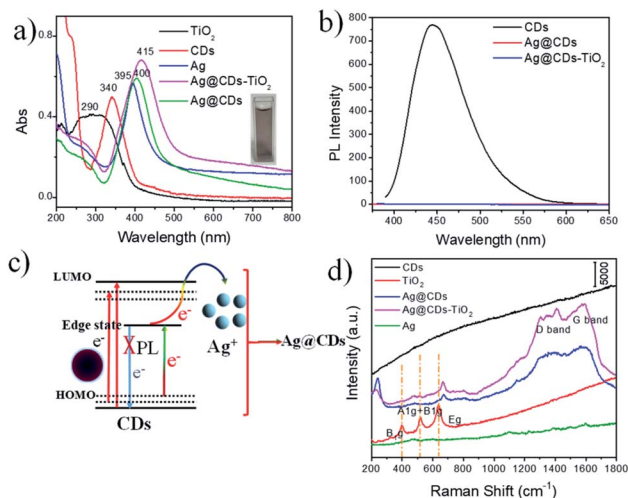 a)
0.8
0.4
0.0
Abs
200 300 400 500 600 700 800
Wavelength (nm)
TiO₂
CDs
Ag
Ag@CDs-TiO₂
Ag@CDs
290
340
395
400
415
b)
800
700
600
500
400
300
200
100
0
PL Intensity
400 450 500 550 600 650
Wavelength (nm)
CDs
Ag@CDs
Ag@CDs-TiO₂
c)
LUMO
Edge state
HOMO
e⁻
XPL
e⁻
e⁻
e⁻
Ag⁺
Ag@CDs
CDs
d)
Intensity (a.u.)
CDs
TiO₂
Ag@CDs
Ag@CDs-TiO₂
Ag
5000
D band
G band
B₁g
A1g+B1g
Eg
200 400 600 800 1000 1200 1400 1600 1800
Raman Shift (cm⁻¹)